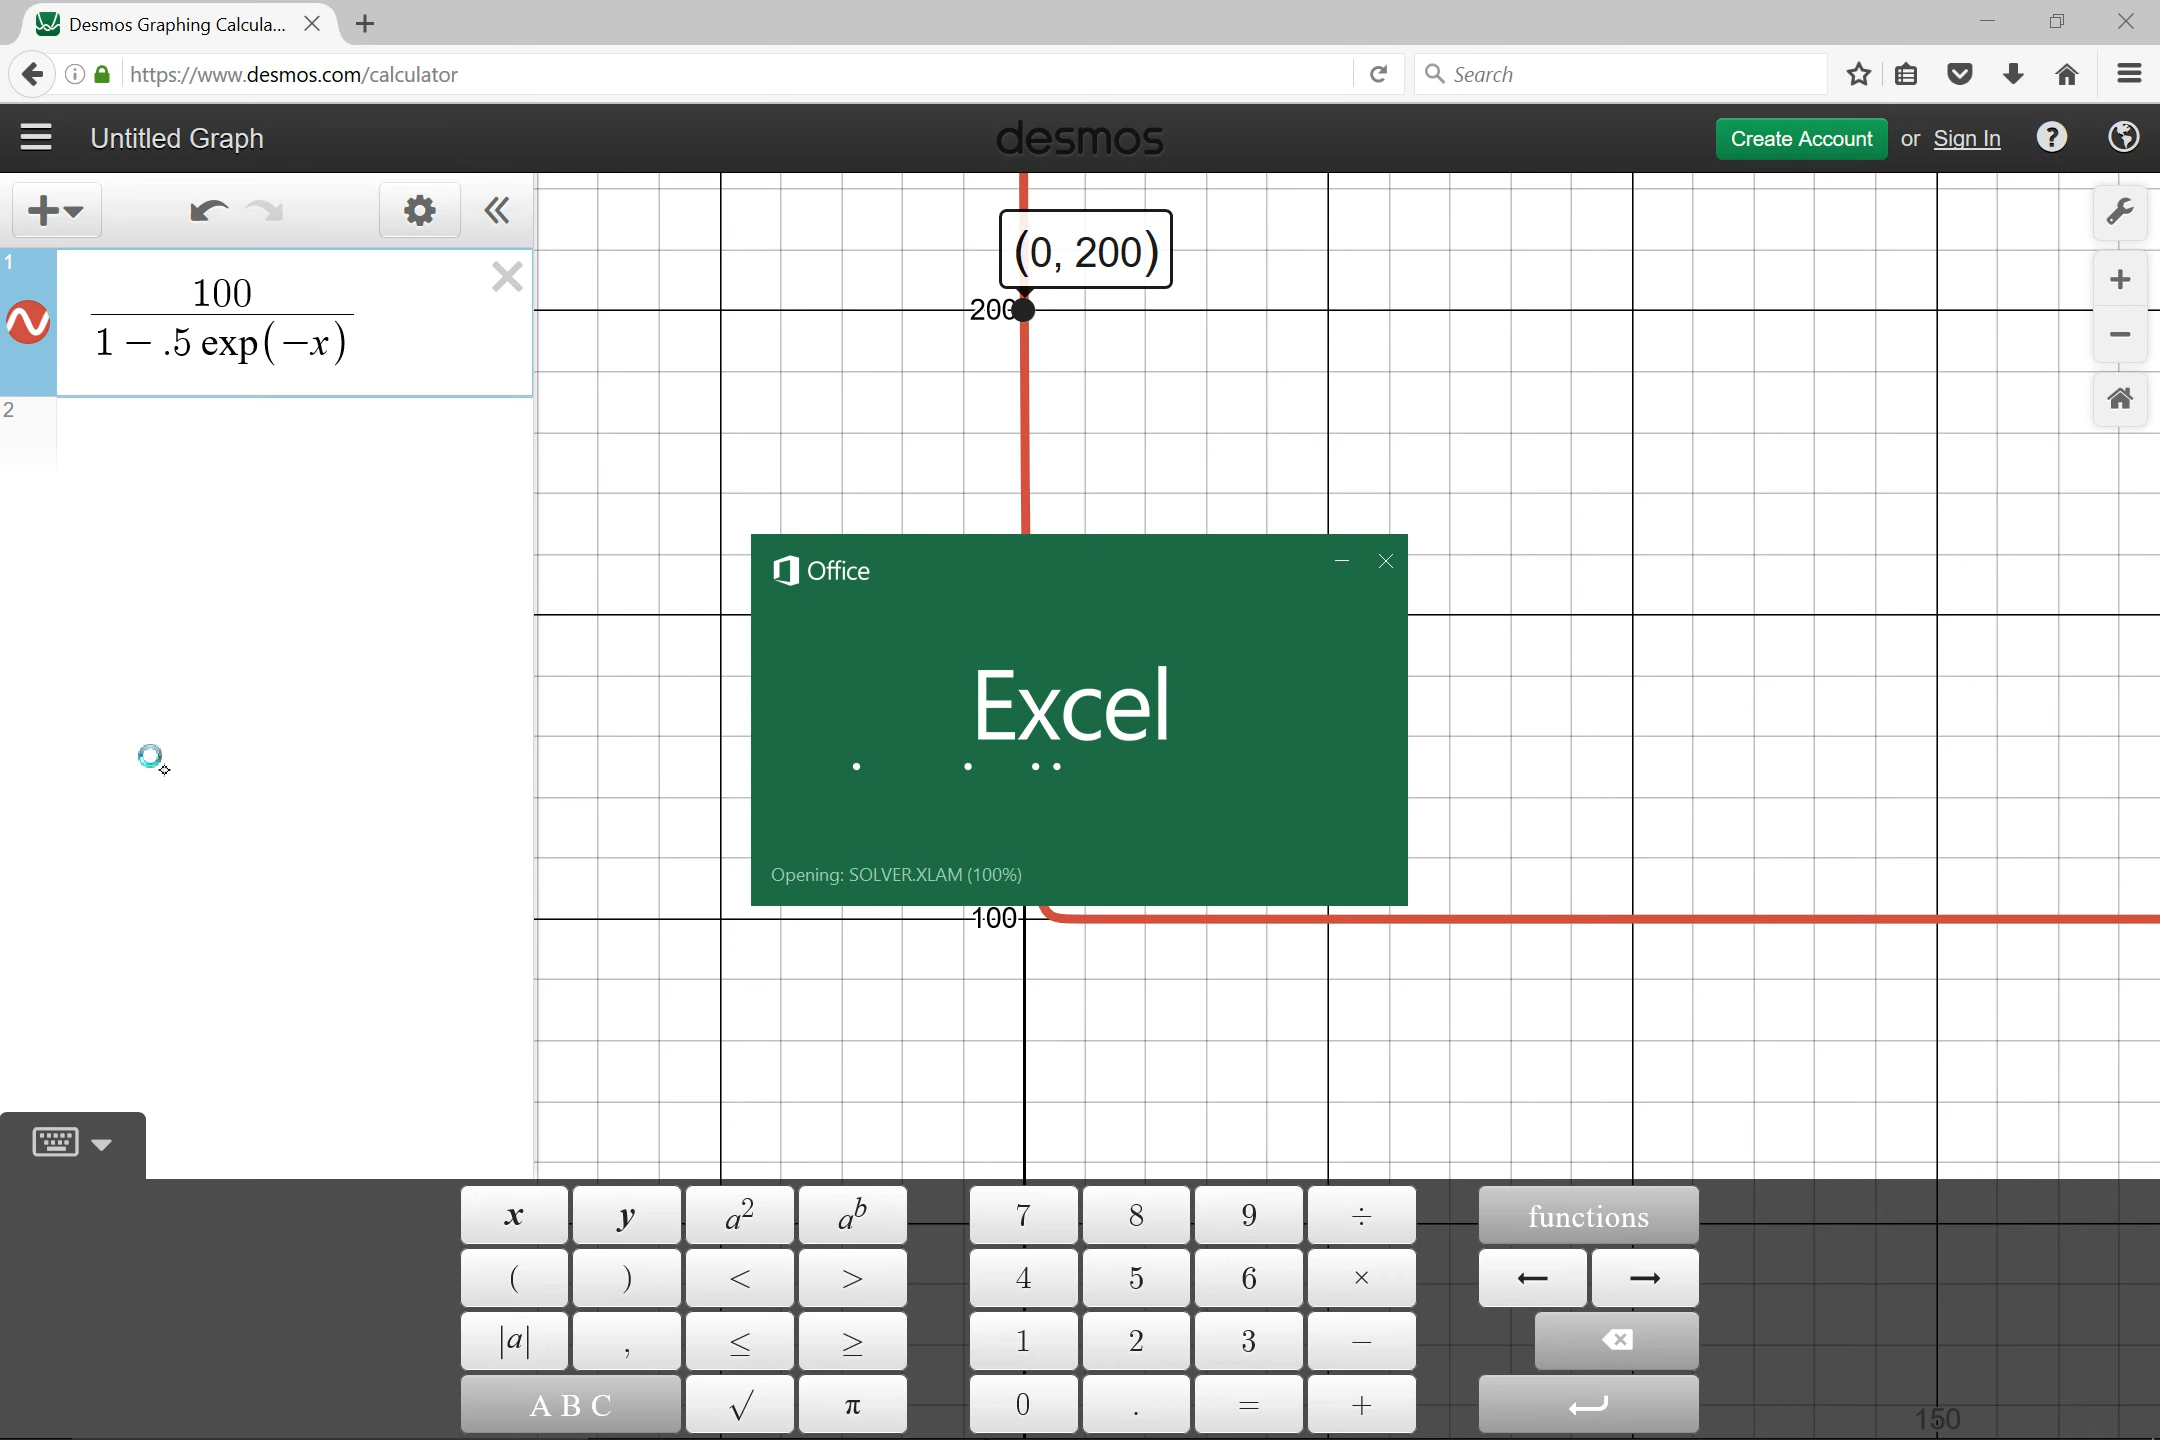 Desmos Graphing Calcula...
https://www.desmos.com/calculator
Search
Untitled Graph
desmos
Create Account or Sign In
1
100
1 − .5 exp(−x)
2
(0, 200)
200
Office
Excel
Opening: SOLVER.XLAM (100%)
100
x y a² aᵇ 7 8 9 ÷ functions
( ) < > 4 5 6 × ← →
|a| , ≤ ≥ 1 2 3 −
A B C √ π 0 . = +
150